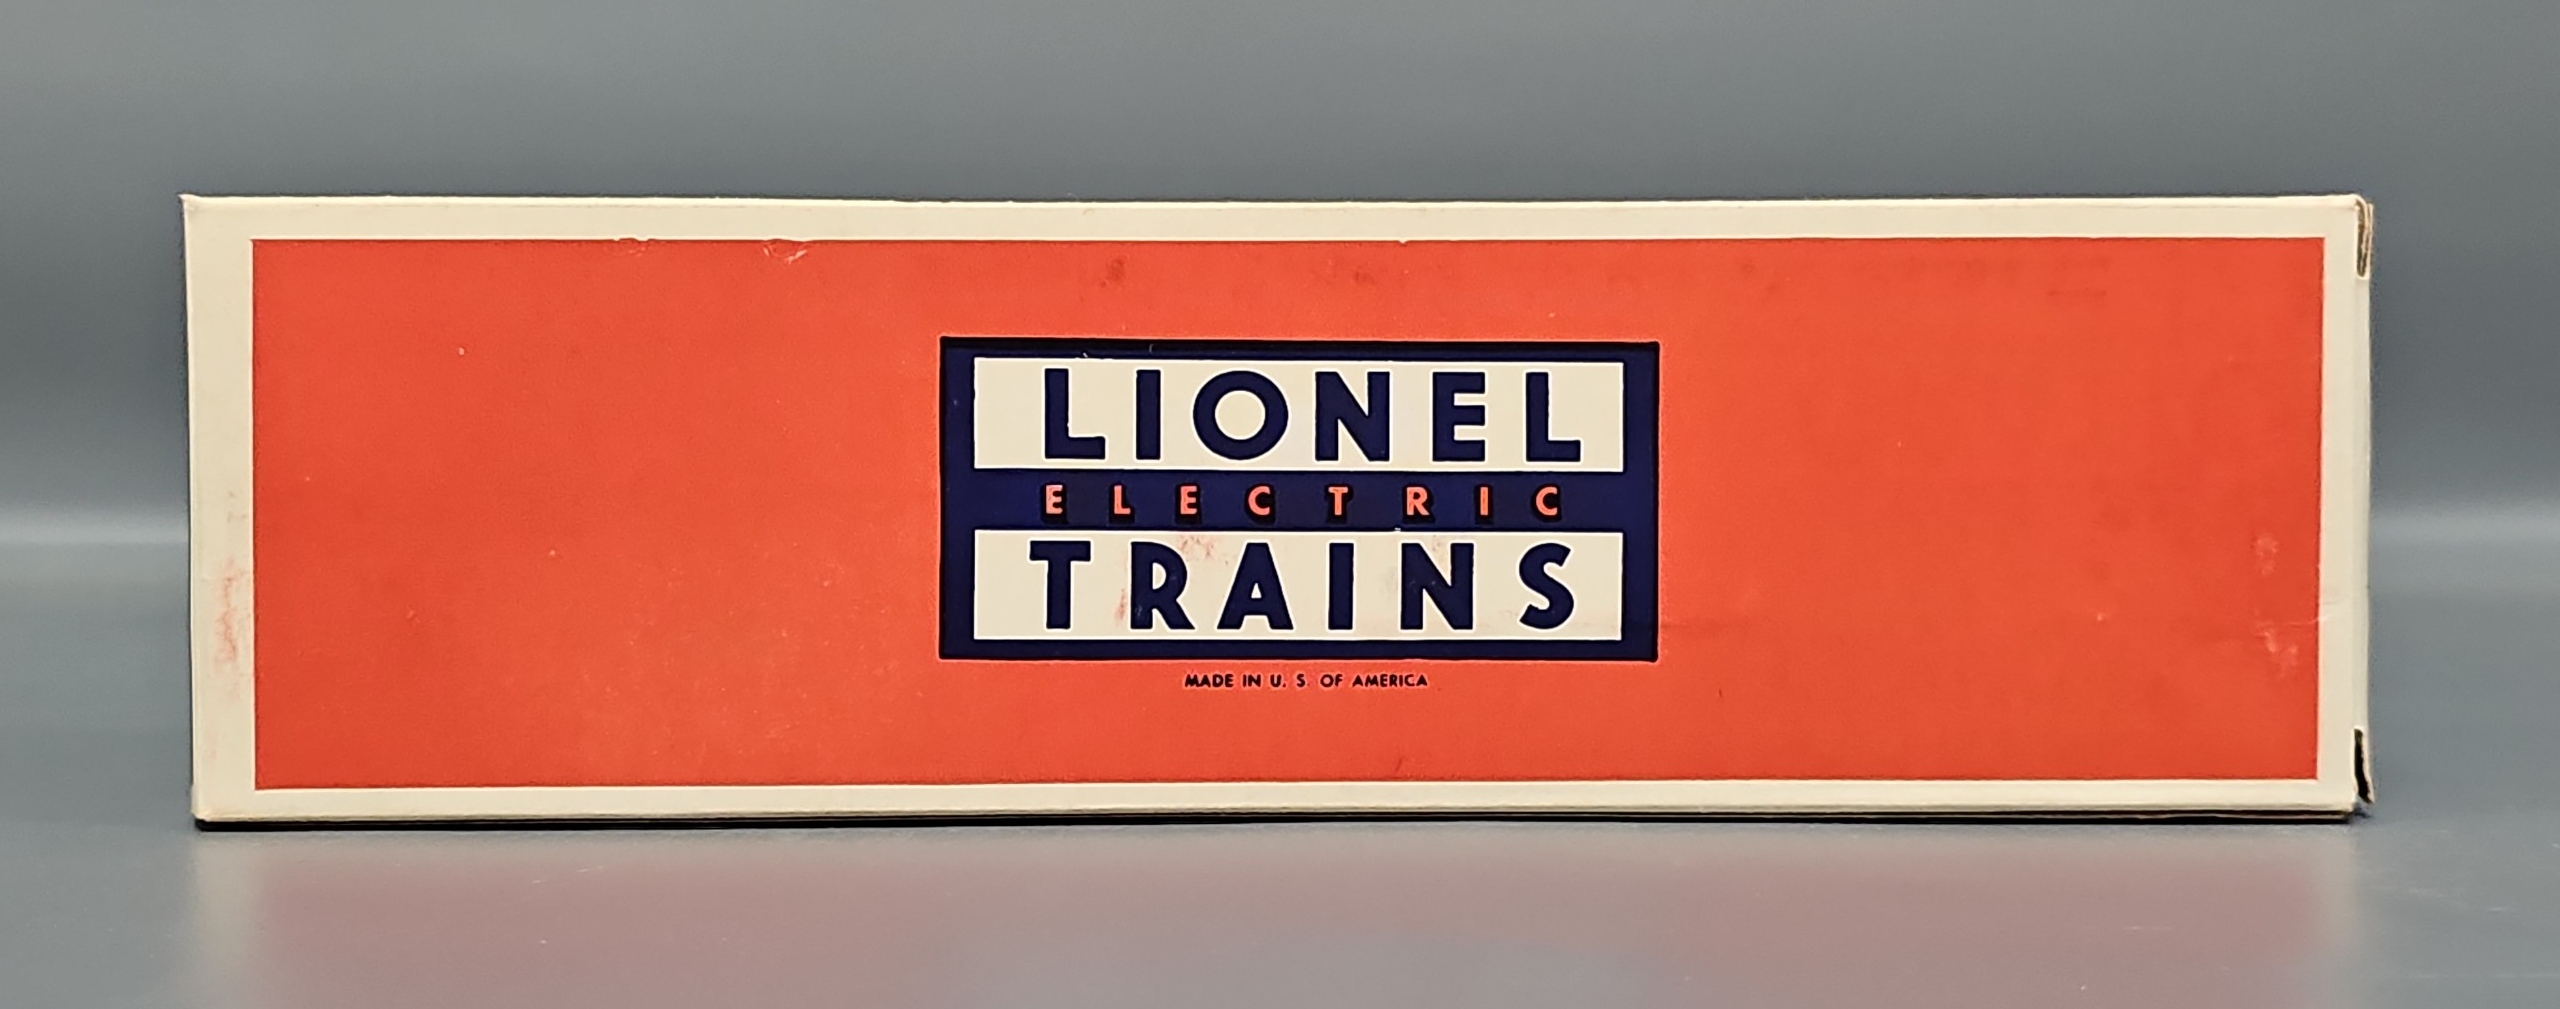 LIONEL
ELECTRIC
TRAINS
MADE IN U. S. OF AMERICA